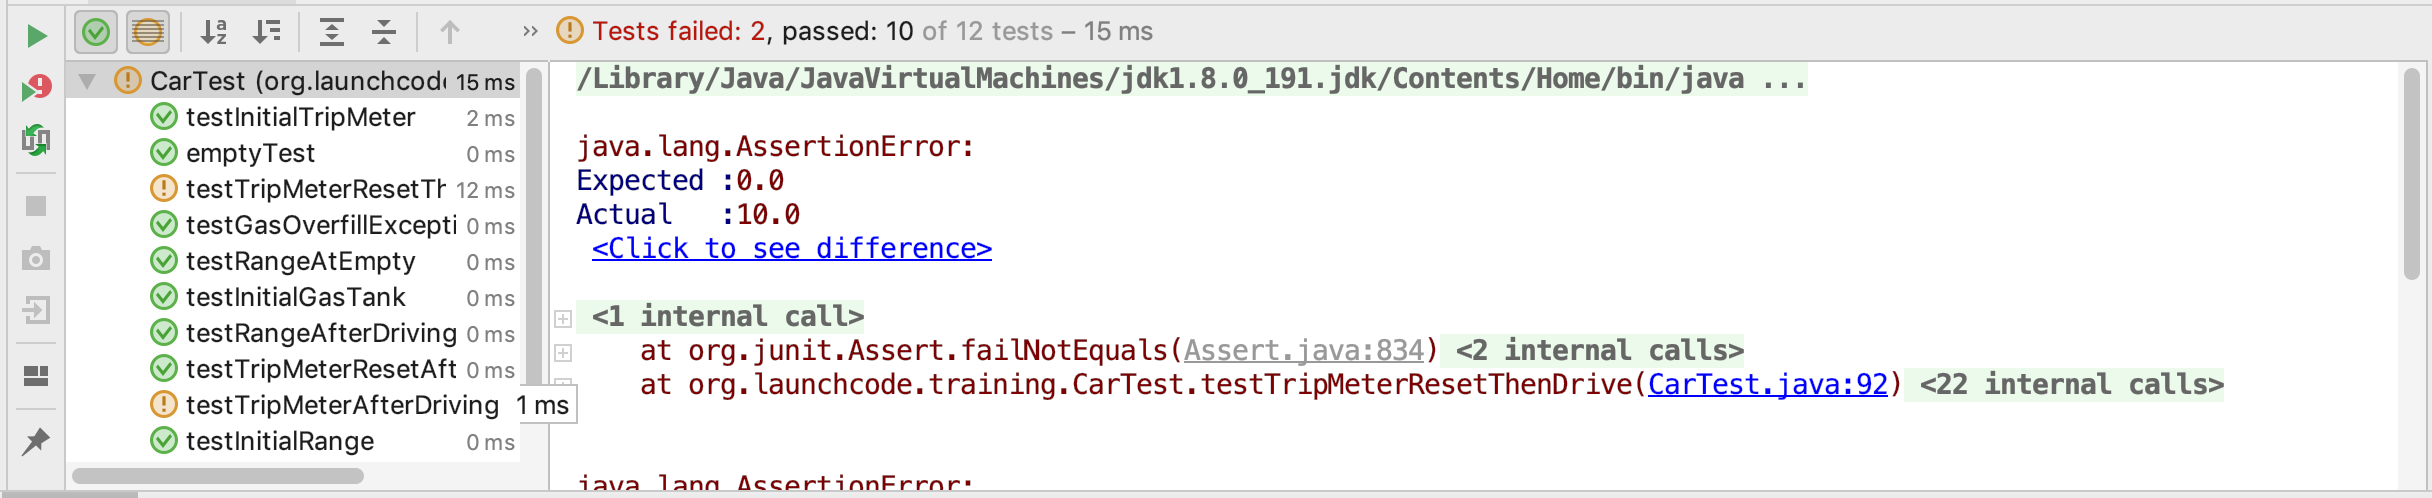 Tests failed: 2, passed: 10 of 12 tests – 15 ms
CarTest (org.launchcode 15 ms
testInitialTripMeter 2 ms
emptyTest 0 ms
testTripMeterResetTh 12 ms
testGasOverfillExcepti 0 ms
testRangeAtEmpty 0 ms
testInitialGasTank 0 ms
testRangeAfterDriving 0 ms
testTripMeterResetAft 0 ms
testTripMeterAfterDriving 1 ms
testInitialRange 0 ms
/Library/Java/JavaVirtualMachines/jdk1.8.0_191.jdk/Contents/Home/bin/java ...
java.lang.AssertionError:
Expected :0.0
Actual :10.0
<Click to see difference>
<1 internal call>
at org.junit.Assert.failNotEquals(Assert.java:834) <2 internal calls>
at org.launchcode.training.CarTest.testTripMeterResetThenDrive(CarTest.java:92) <22 internal calls>
java.lang.AssertionError: